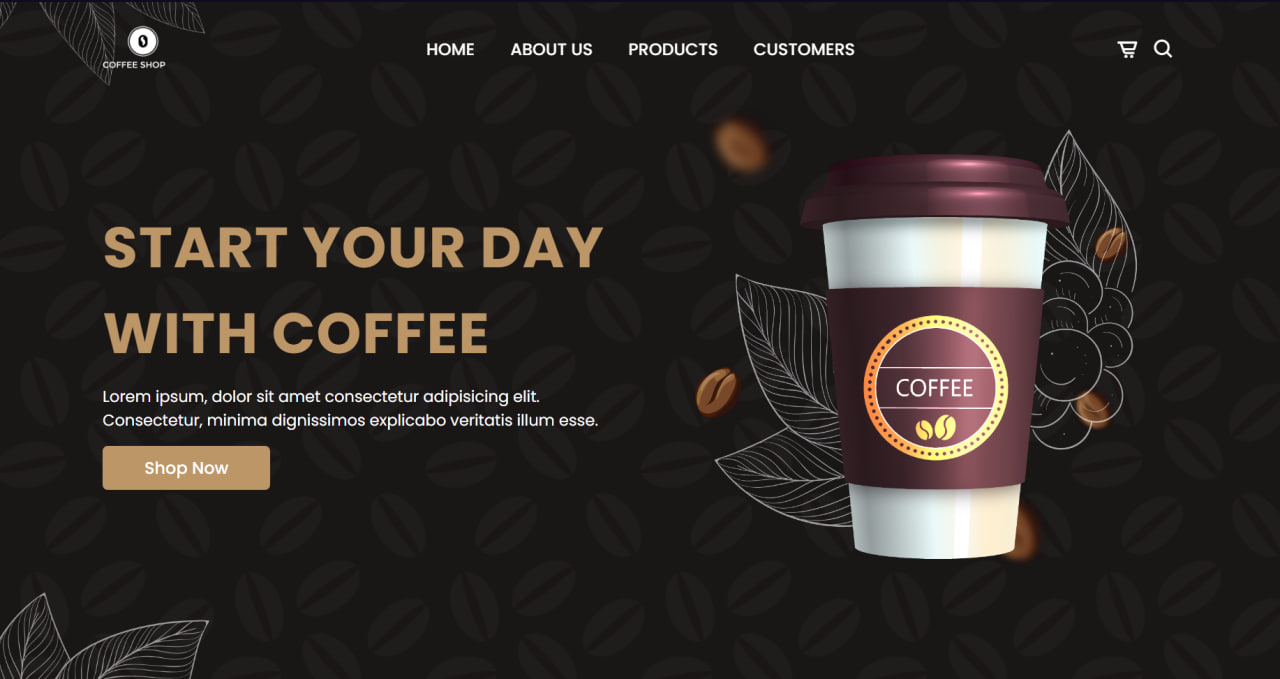 COFFEE SHOP
HOME ABOUT US PRODUCTS CUSTOMERS
START YOUR DAY
WITH COFFEE
Lorem ipsum, dolor sit amet consectetur adipisicing elit.
Consectetur, minima dignissimos explicabo veritatis illum esse.
Shop Now
COFFEE